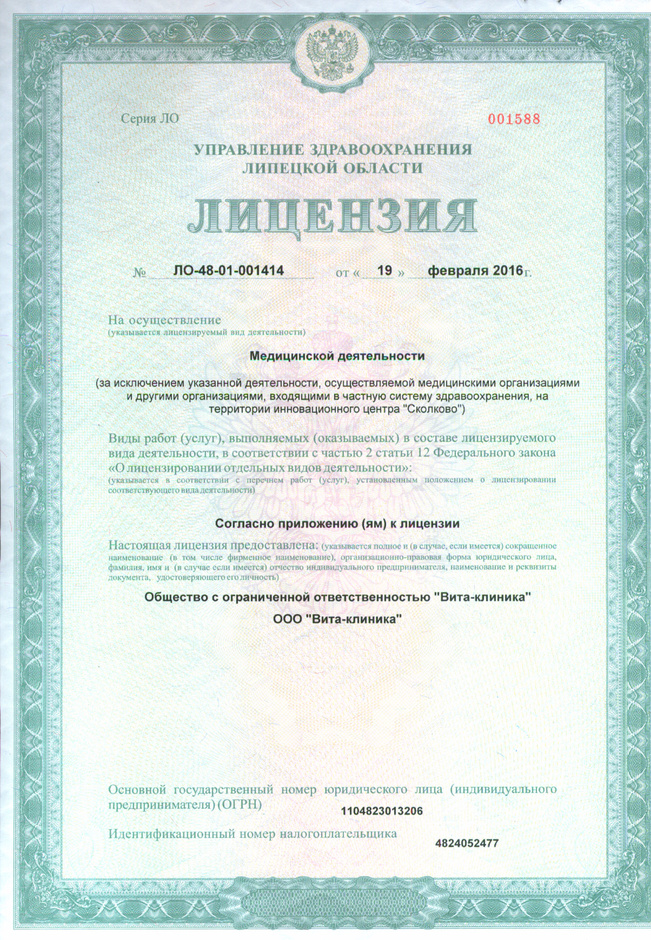 Серия ЛО 001588
УПРАВЛЕНИЕ ЗДРАВООХРАНЕНИЯ
ЛИПЕЦКОЙ ОБЛАСТИ
ЛИЦЕНЗИЯ
№ ЛО-48-01-001414 от « 19 » февраля 2016 г.
На осуществление
(указывается лицензируемый вид деятельности)
Медицинской деятельности
(за исключением указанной деятельности, осуществляемой медицинскими организациями
и другими организациями, входящими в частную систему здравоохранения, на
территории инновационного центра "Сколково")
Виды работ (услуг), выполняемых (оказываемых) в составе лицензируемого
вида деятельности, в соответствии с частью 2 статьи 12 Федерального закона
«О лицензировании отдельных видов деятельности»:
(указывается в соответствии с перечнем работ (услуг), установленным положением о лицензировании
соответствующего вида деятельности)
Согласно приложению (ям) к лицензии
Настоящая лицензия предоставлена: (указывается полное и (в случае, если имеется) сокращенное
наименование (в том числе фирменное наименование), организационно-правовая форма юридического лица,
фамилия, имя и (в случае если имеется) отчество индивидуального предпринимателя, наименование и реквизиты
документа, удостоверяющего его личность)
Общество с ограниченной ответственностью "Вита-клиника"
ООО "Вита-клиника"
Основной государственный номер юридического лица (индивидуального
предпринимателя) (ОГРН) 1104823013206
Идентификационный номер налогоплательщика 4824052477